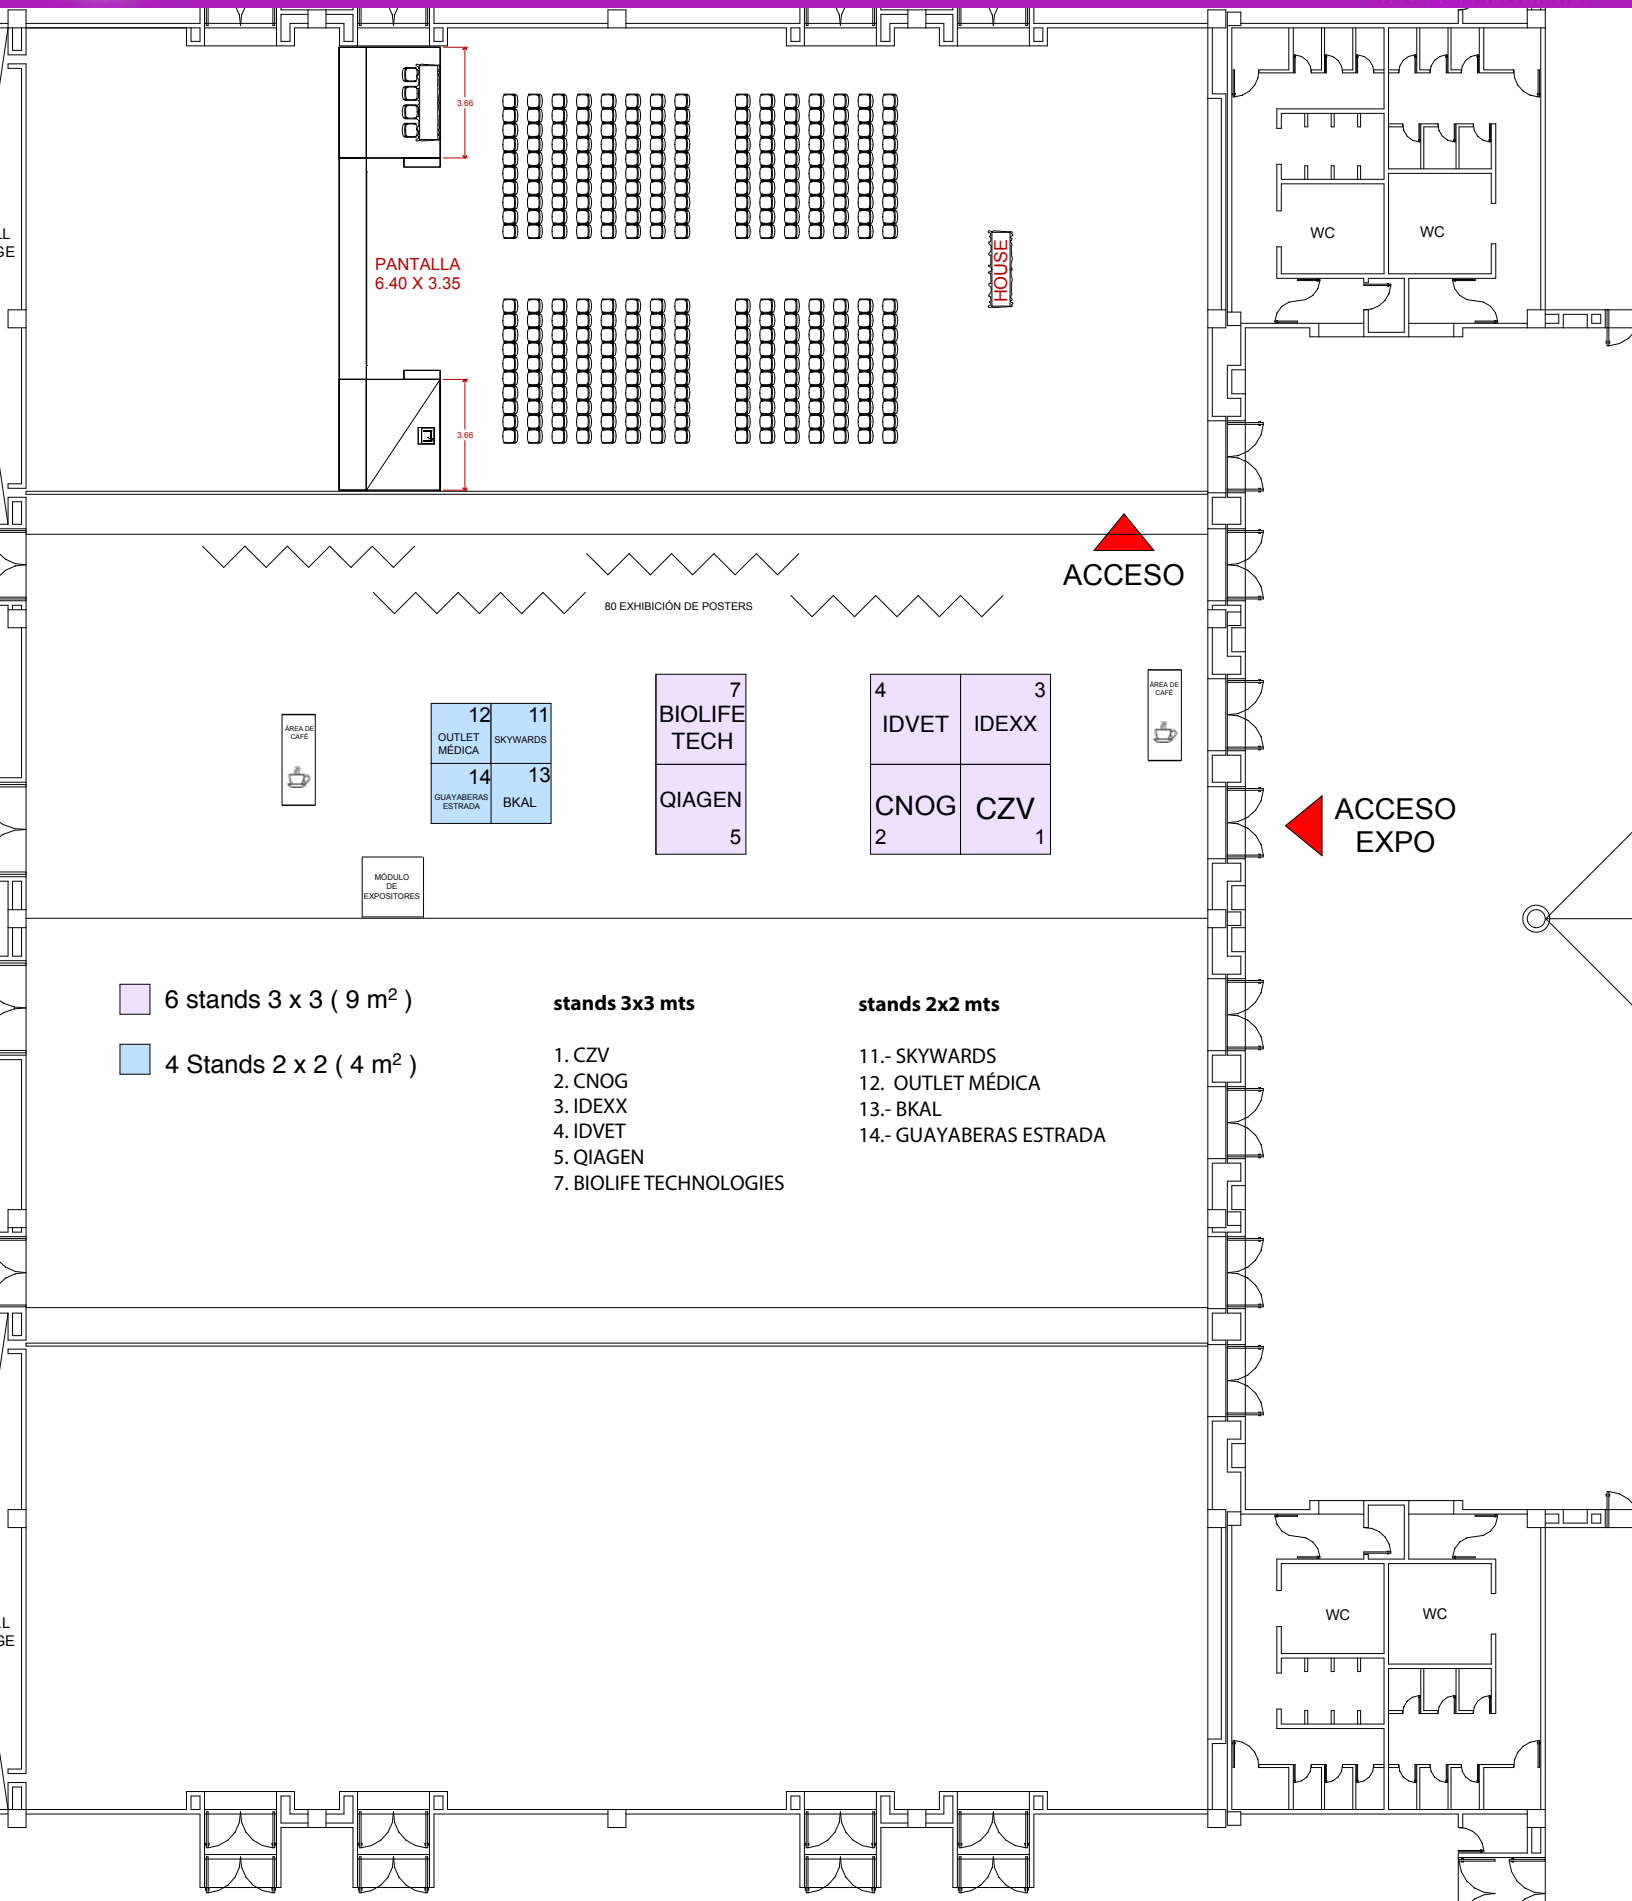 3.66
PANTALLA
6.40 X 3.35
HOUSE
3.66
WC
WC
ACCESO
80 EXHIBICIÓN DE POSTERS
ÁREA DE
CAFÉ
12
OUTLET
MÉDICA
11
SKYWARDS
14
GUAYABERAS
ESTRADA
13
BKAL
7
BIOLIFE
TECH
QIAGEN
5
4
IDVET
3
IDEXX
CNOG
2
CZV
1
ÁREA DE
CAFÉ
ACCESO
EXPO
MÓDULO
DE
EXPOSITORES
6 stands 3 x 3 ( 9 m² )
4 Stands 2 x 2 ( 4 m² )
stands 3x3 mts
1. CZV
2. CNOG
3. IDEXX
4. IDVET
5. QIAGEN
7. BIOLIFE TECHNOLOGIES
stands 2x2 mts
11.- SKYWARDS
12. OUTLET MÉDICA
13.- BKAL
14.- GUAYABERAS ESTRADA
WC
WC